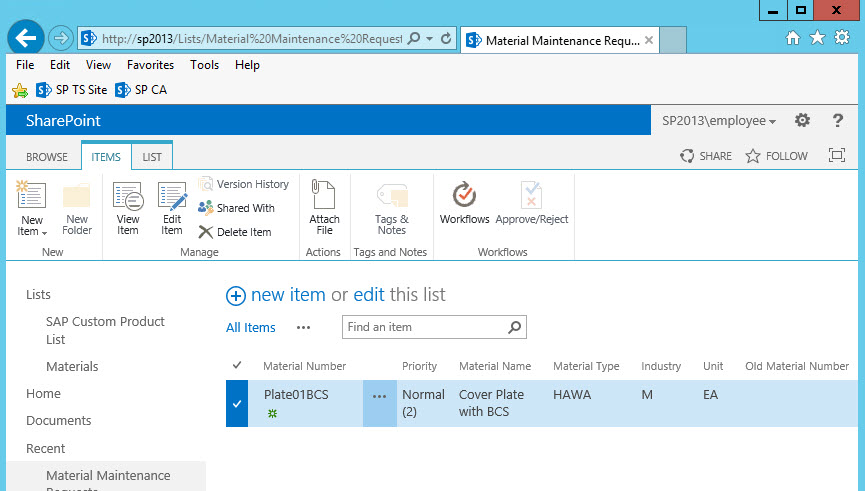 http://sp2013/Lists/Material%20Maintenance%20Request
Material Maintenance Requ...
File Edit View Favorites Tools Help
SP TS Site SP CA
SharePoint
SP2013\employee
?
BROWSE ITEMS LIST
SHARE FOLLOW
New Item
New Folder
New
View Item
Edit Item
Version History
Shared With
Delete Item
Manage
Attach File
Actions
Tags & Notes
Tags and Notes
Workflows
Approve/Reject
Workflows
Lists
SAP Custom Product
List
Materials
Home
Documents
Recent
Material Maintenance
Requests
new item or edit this list
All Items ...
Find an item
Material Number Priority Material Name Material Type Industry Unit Old Material Number
Plate01BCS ... Normal Cover Plate HAWA M EA
(2) with BCS